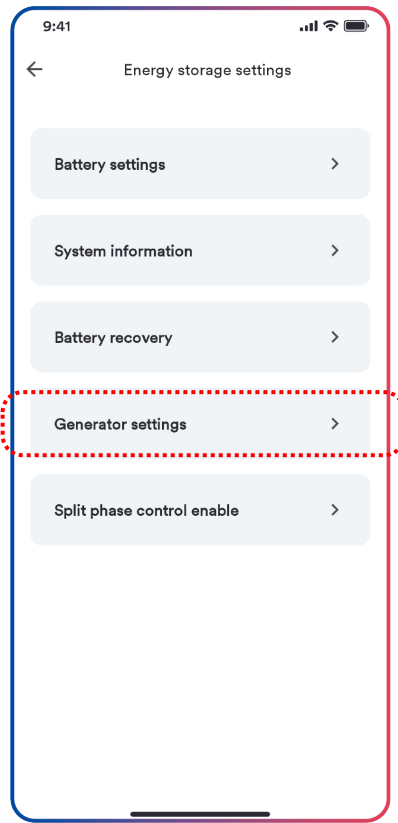 9:41
Energy storage settings
Battery settings
System information
Battery recovery
Generator settings
Split phase control enable